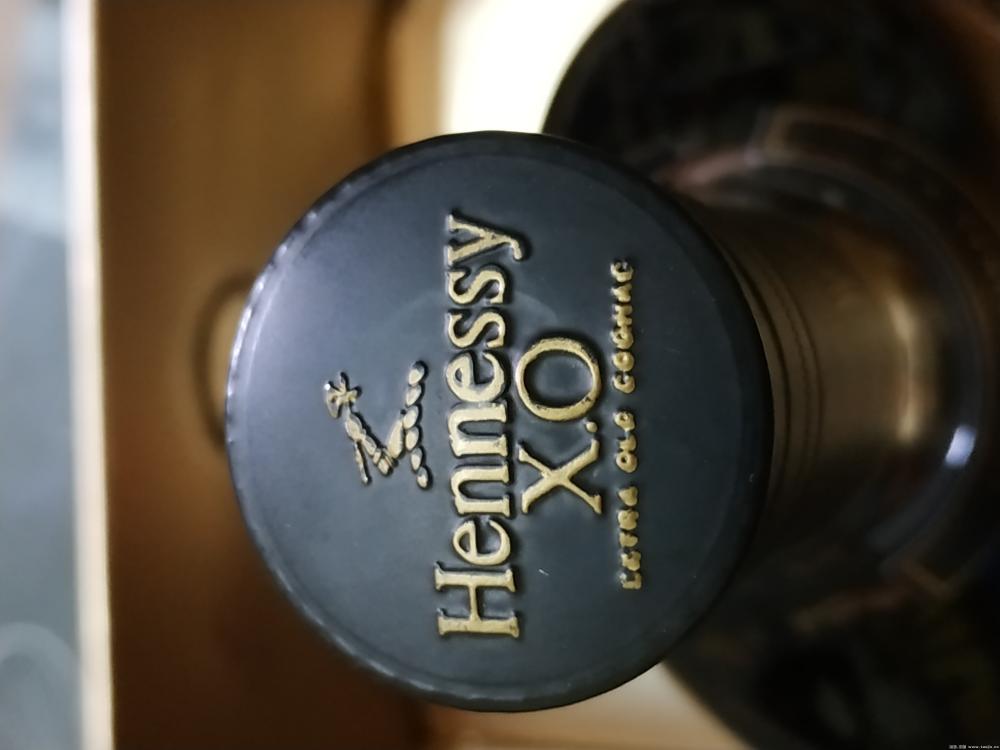 Hennessy
X.O
EXTRA OLD COGNAC